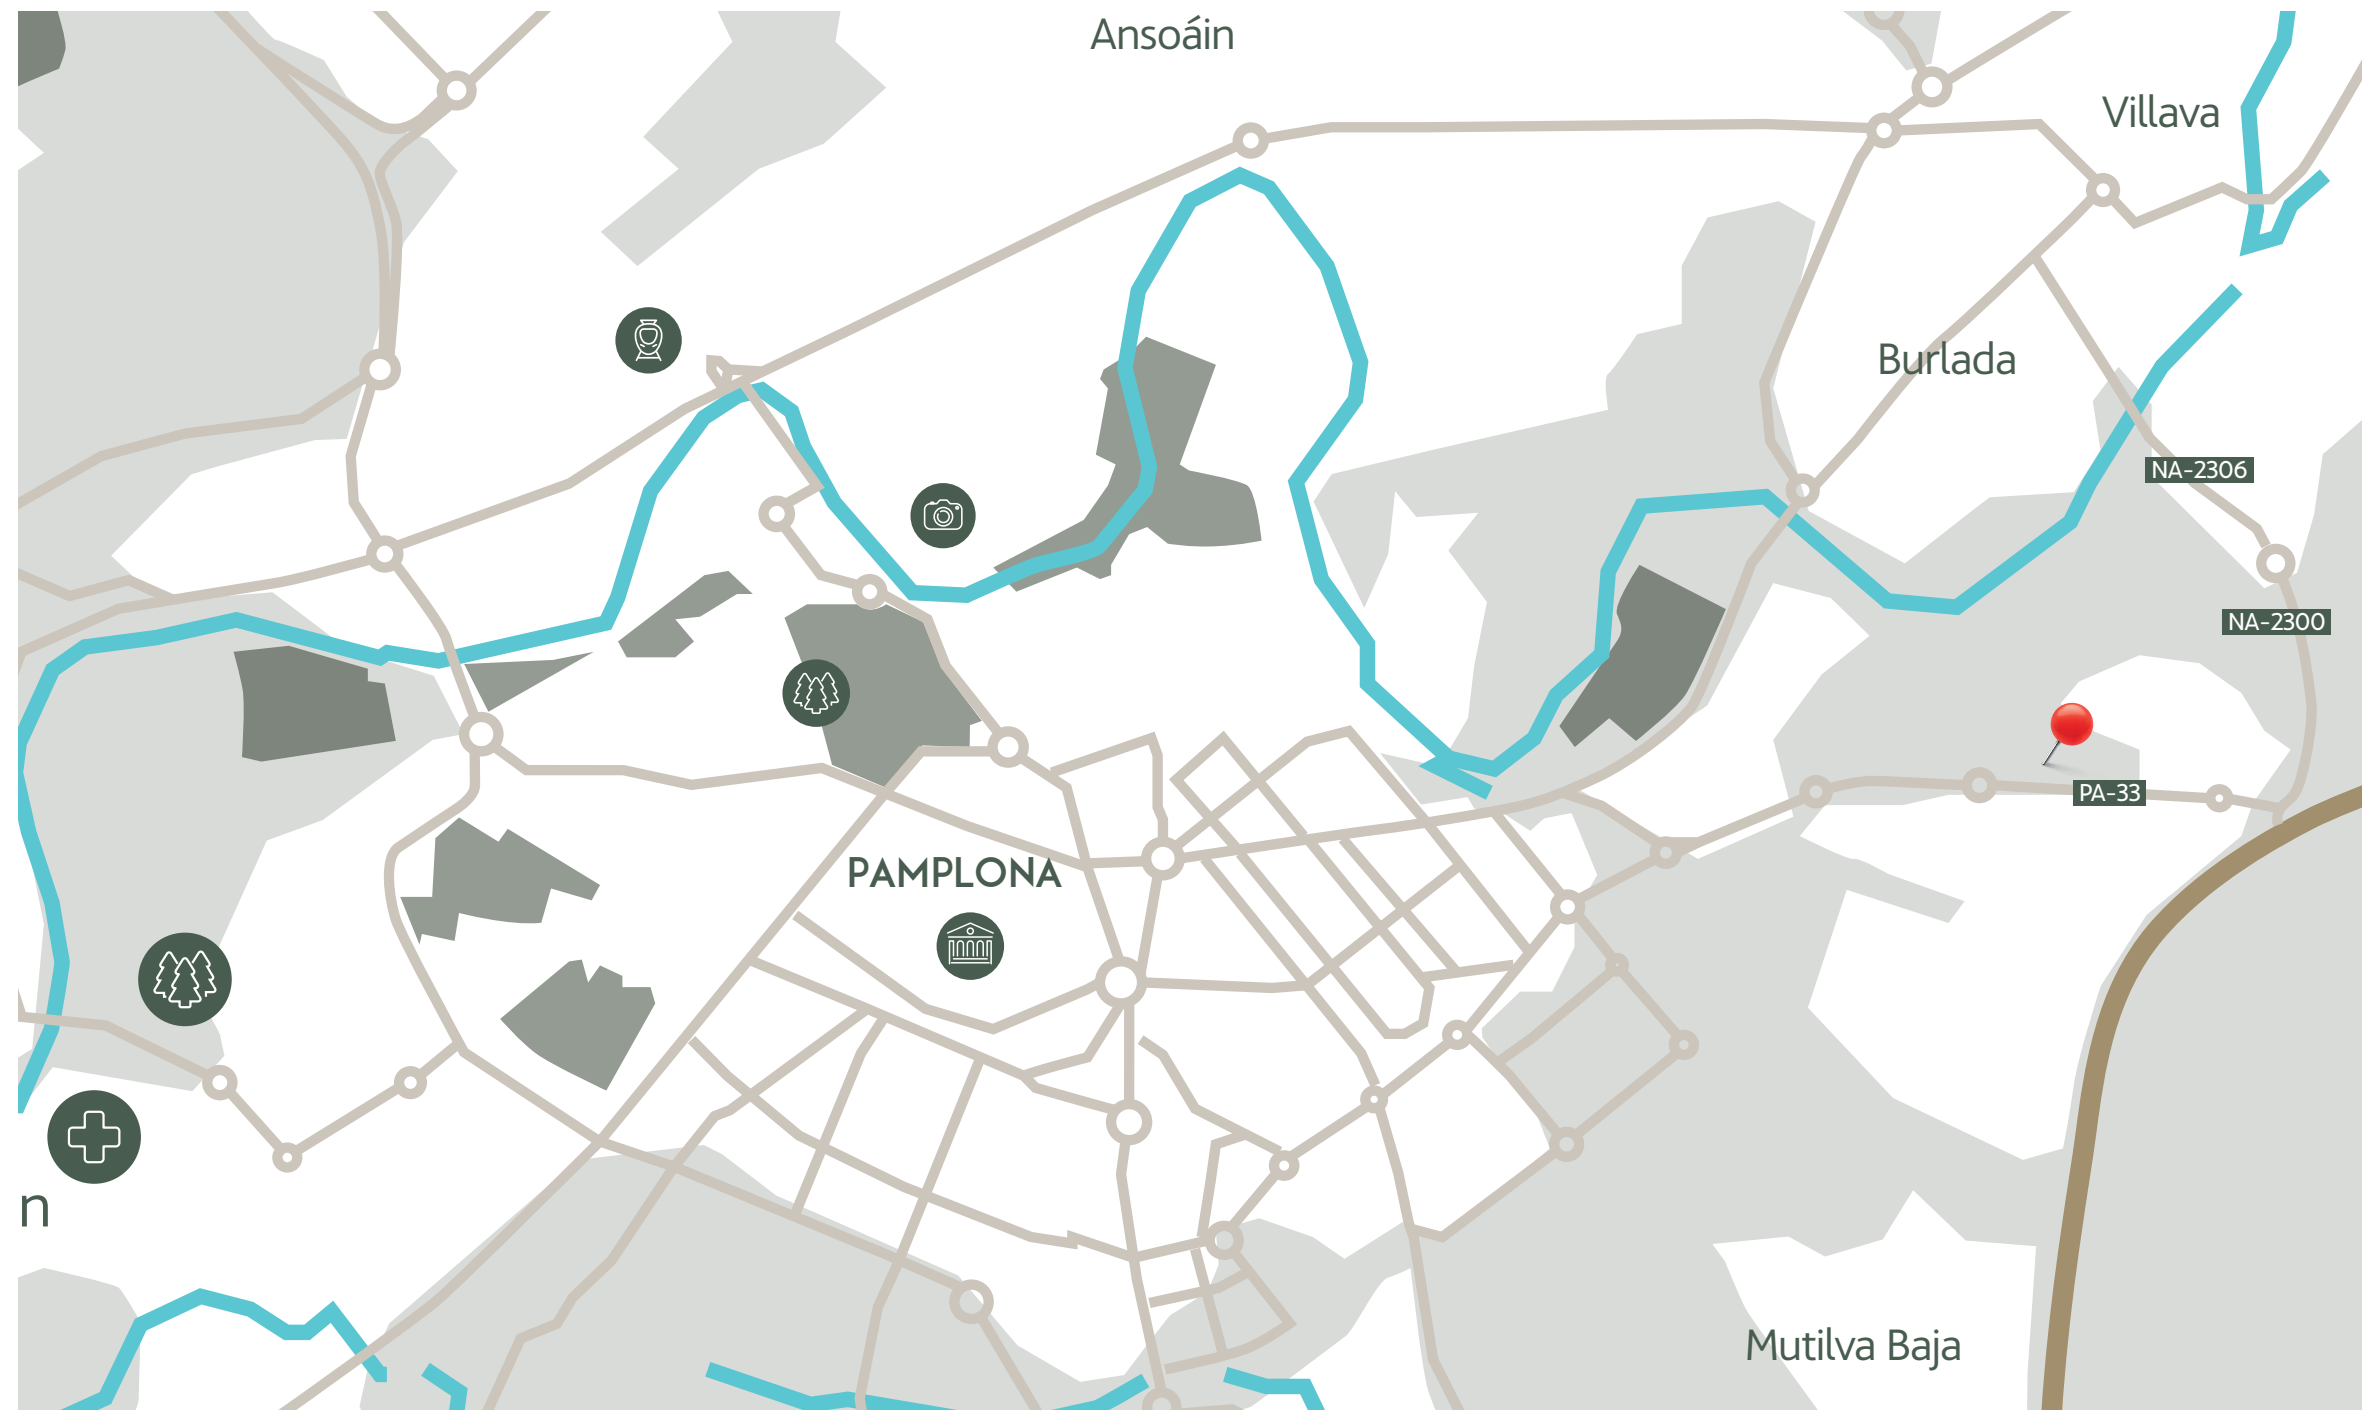 Ansoáin
Villava
Burlada
NA-2306
NA-2300
PA-33
PAMPLONA
n
Mutilva Baja